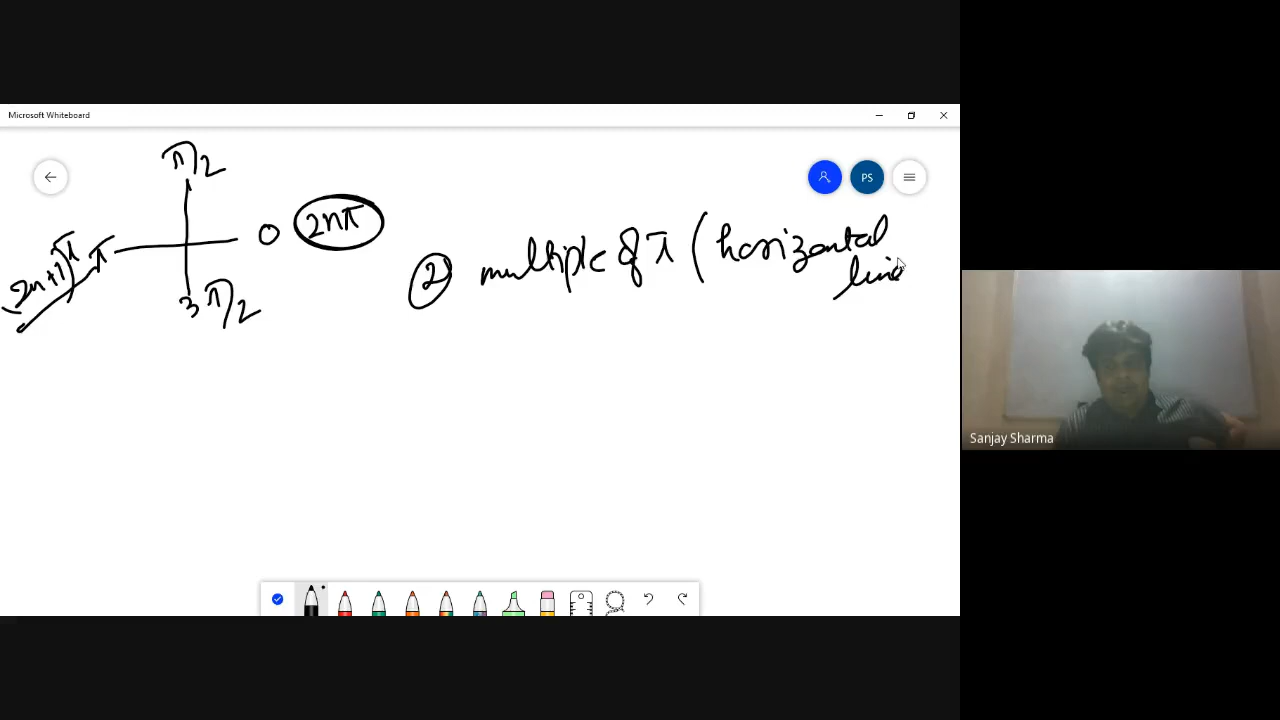 Microsoft Whiteboard
π/2
PS
0 2nπ
(2n+1)π π
3π/2
② multiple of π (horizontal
line
Sanjay Sharma